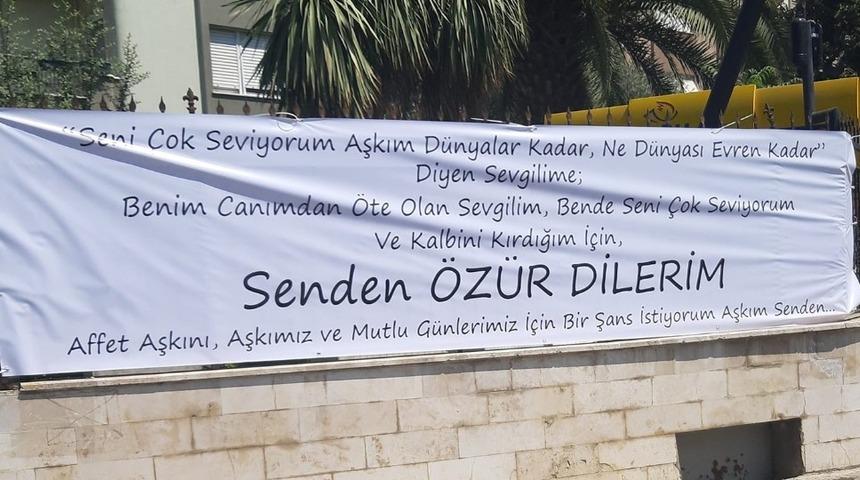 "Seni Çok Seviyorum Aşkım Dünyalar Kadar, Ne Dünyası Evren Kadar"
Diyen Sevgilime;
Benim Canımdan Öte Olan Sevgilim, Bende Seni Çok Seviyorum
Ve Kalbini Kırdığım İçin,
Senden ÖZÜR DİLERİM
Affet Aşkını, Aşkımız ve Mutlu Günlerimiz İçin Bir Şans İstiyorum Aşkım Senden...